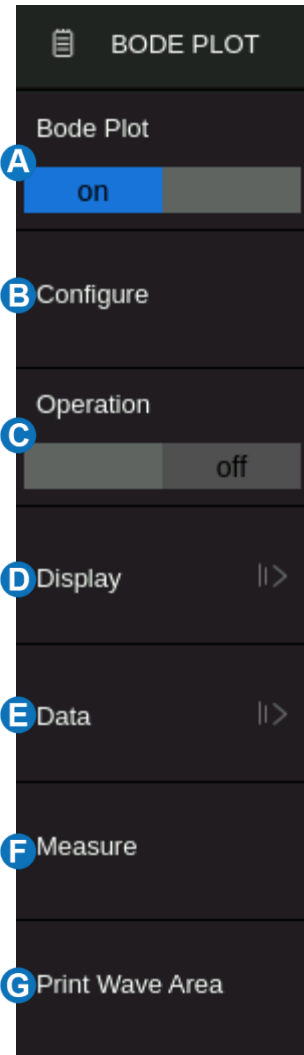 BODE PLOT
Bode Plot
A
on
B Configure
Operation
C
off
D Display
E Data
F Measure
G Print Wave Area